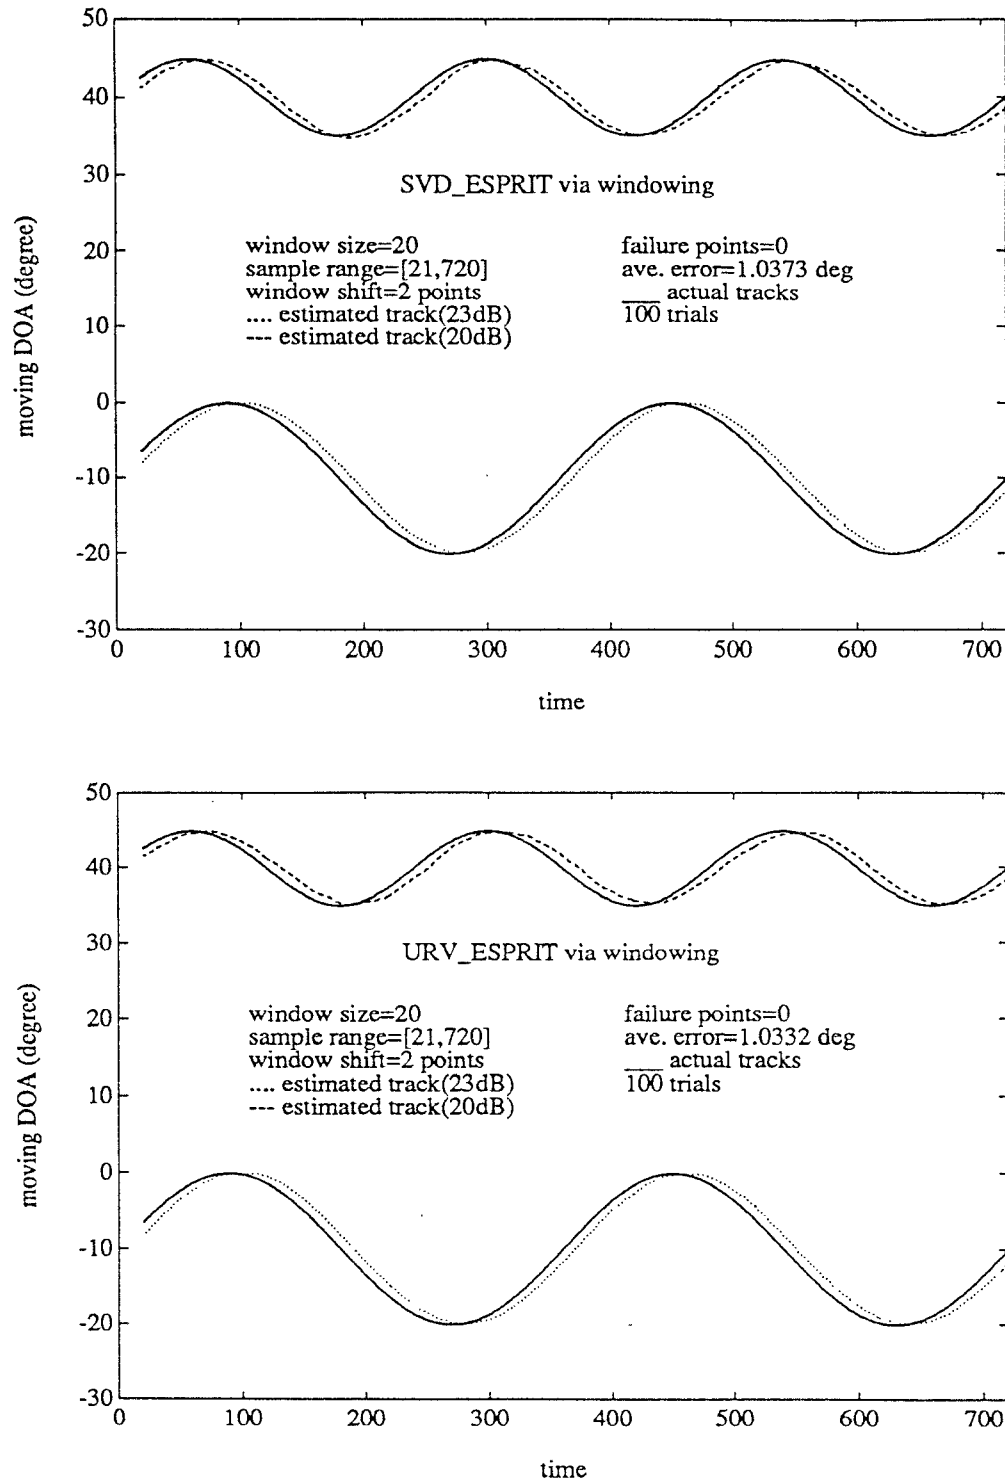 50
40
30
20
10
0
-10
-20
-30
moving DOA (degree)
SVD_ESPRIT via windowing
window size=20
sample range=[21,720]
window shift=2 points
.... estimated track(23dB)
--- estimated track(20dB)
failure points=0
ave. error=1.0373 deg
___ actual tracks
100 trials
0 100 200 300 400 500 600 700
time
50
40
30
20
10
0
-10
-20
-30
moving DOA (degree)
URV_ESPRIT via windowing
window size=20
sample range=[21,720]
window shift=2 points
.... estimated track(23dB)
--- estimated track(20dB)
failure points=0
ave. error=1.0332 deg
___ actual tracks
100 trials
0 100 200 300 400 500 600 700
time